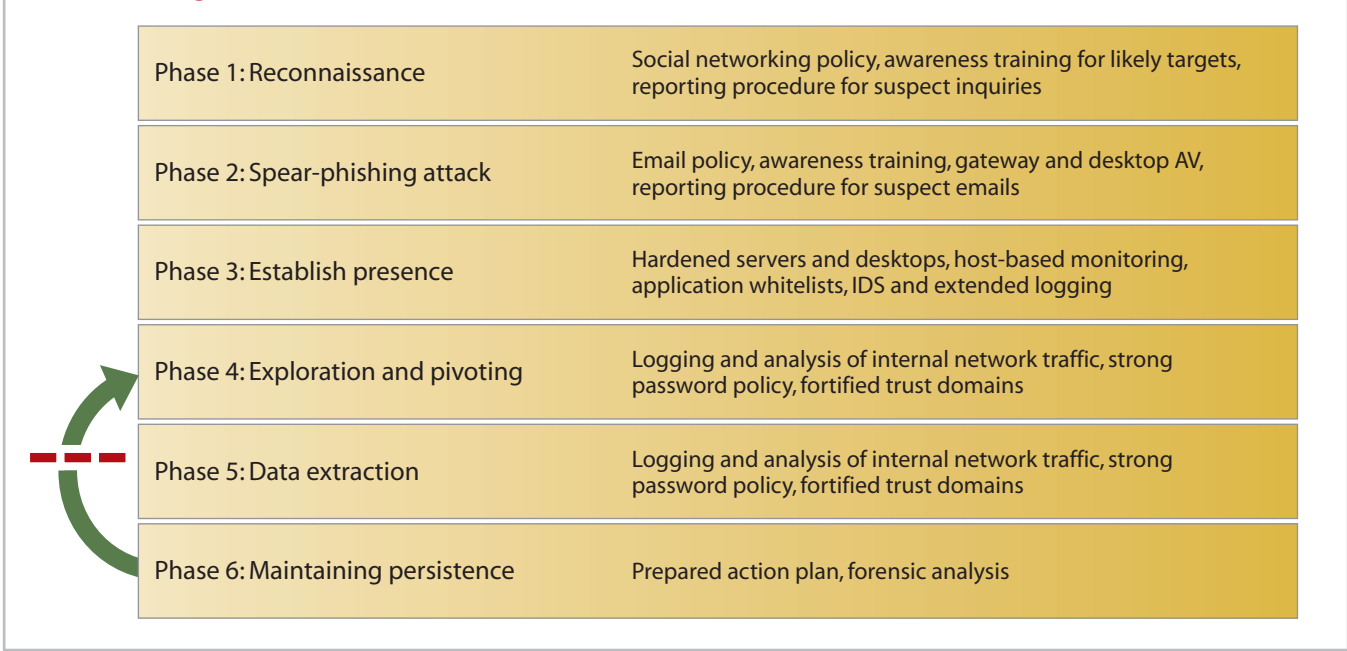 Phase 1: Reconnaissance
Social networking policy, awareness training for likely targets,
reporting procedure for suspect inquiries
Phase 2: Spear-phishing attack
Email policy, awareness training, gateway and desktop AV,
reporting procedure for suspect emails
Phase 3: Establish presence
Hardened servers and desktops, host-based monitoring,
application whitelists, IDS and extended logging
Phase 4: Exploration and pivoting
Logging and analysis of internal network traffic, strong
password policy, fortified trust domains
Phase 5: Data extraction
Logging and analysis of internal network traffic, strong
password policy, fortified trust domains
Phase 6: Maintaining persistence
Prepared action plan, forensic analysis